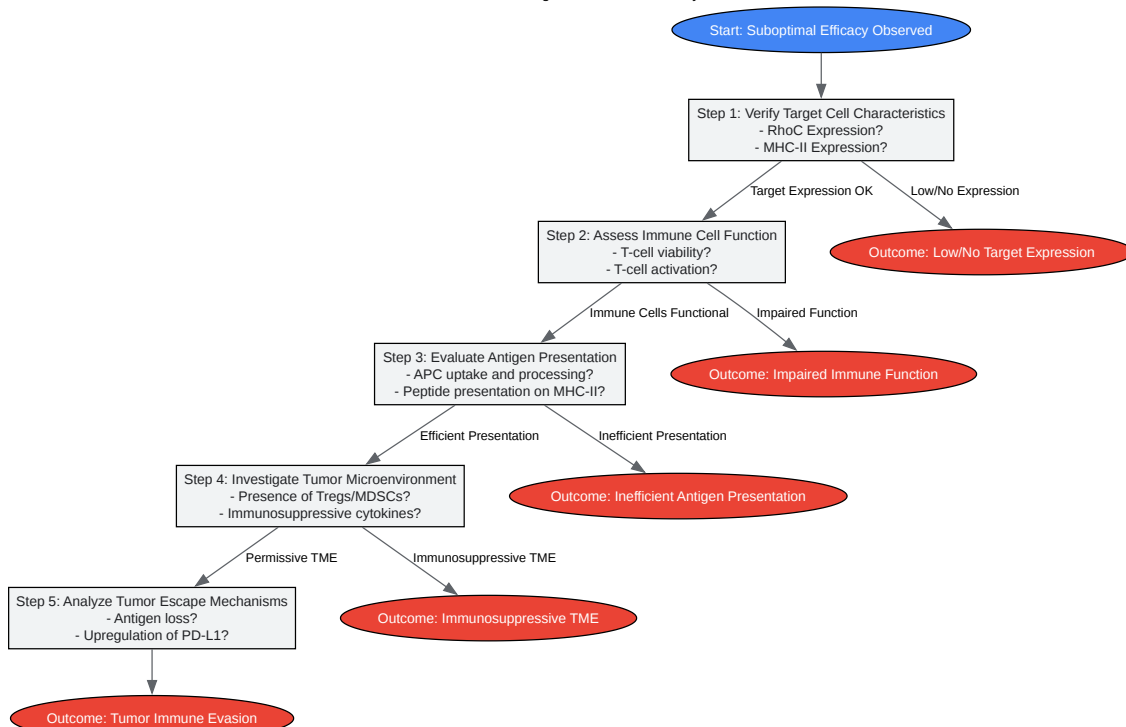 Start: Suboptimal Efficacy Observed
Step 1: Verify Target Cell Characteristics
- RhoC Expression?
- MHC-II Expression?
Target Expression OK
Low/No Expression
Step 2: Assess Immune Cell Function
- T-cell viability?
- T-cell activation?
Outcome: Low/No Target Expression
Immune Cells Functional
Impaired Function
Step 3: Evaluate Antigen Presentation
- APC uptake and processing?
- Peptide presentation on MHC-II?
Outcome: Impaired Immune Function
Efficient Presentation
Inefficient Presentation
Step 4: Investigate Tumor Microenvironment
- Presence of Tregs/MDSCs?
- Immunosuppressive cytokines?
Outcome: Inefficient Antigen Presentation
Permissive TME
Immunosuppressive TME
Step 5: Analyze Tumor Escape Mechanisms
- Antigen loss?
- Upregulation of PD-L1?
Outcome: Immunosuppressive TME
Outcome: Tumor Immune Evasion